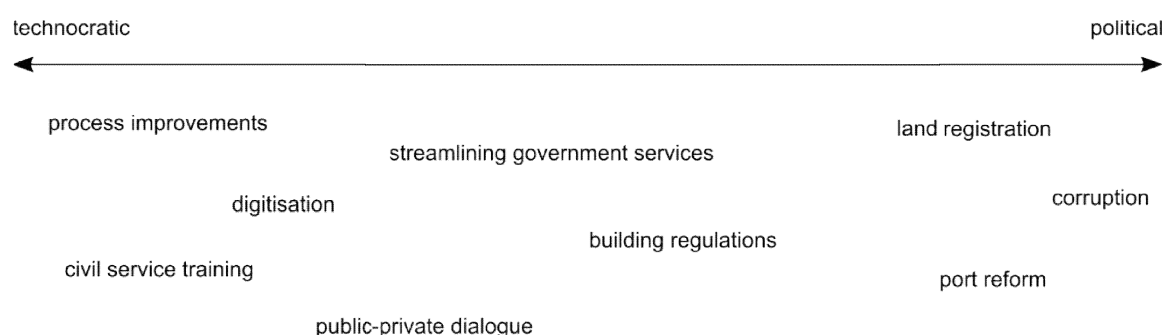 technocratic
political
process improvements
land registration
streamlining government services
corruption
digitisation
building regulations
civil service training
port reform
public-private dialogue